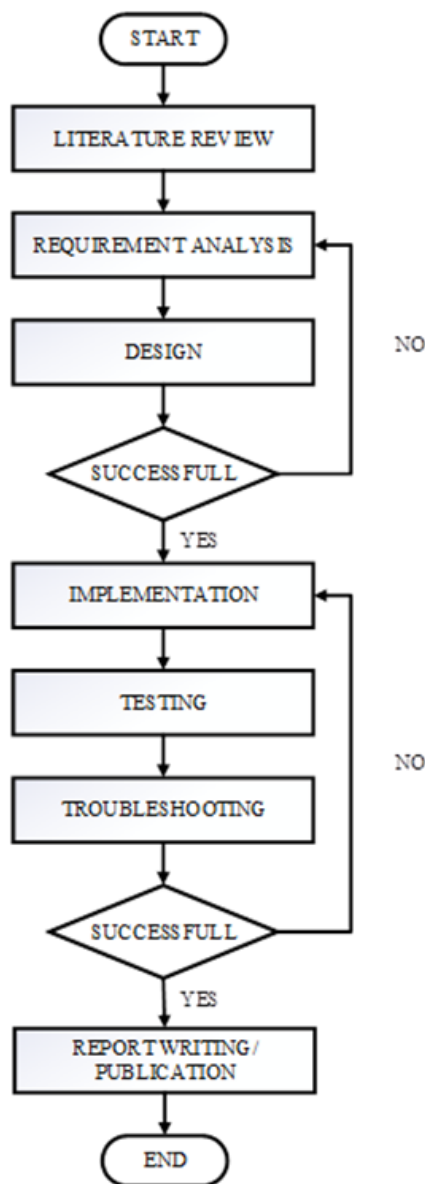 START
LITERATURE REVIEW
REQUIREMENT ANALYSIS
DESIGN
NO
SUCCESSFULL
YES
IMPLEMENTATION
TESTING
NO
TROUBLESHOOTING
SUCCESSFULL
YES
REPORT WRITING /
PUBLICATION
END